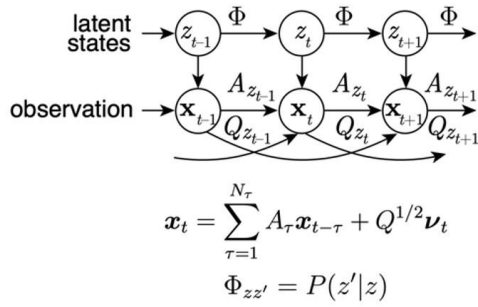 latent Φ Φ Φ
states z_{t-1} z_t z_{t+1}
A_{z_{t-1}} A_{z_t} A_{z_{t+1}}
observation x_{t-1} x_t x_{t+1}
Q_{z_{t-1}} Q_{z_t} Q_{z_{t+1}}
x_t = \sum_{τ=1}^{N_τ} A_τ x_{t-τ} + Q^{1/2} ν_t
Φ_{zz'} = P(z'|z)